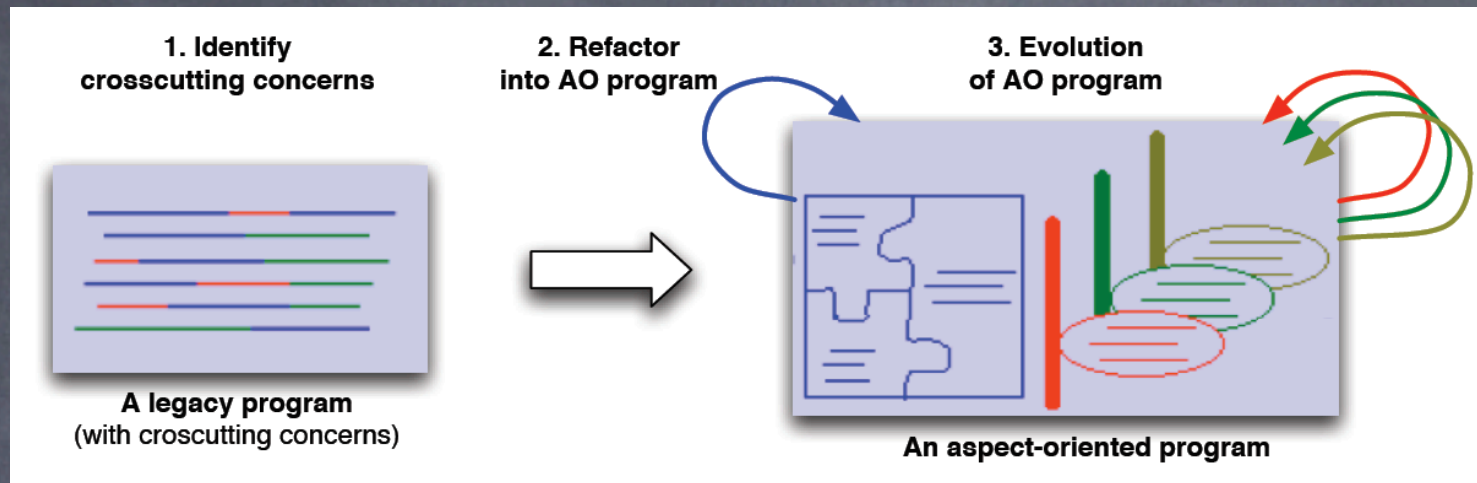 1. Identify
crosscutting concerns
2. Refactor
into AO program
3. Evolution
of AO program
A legacy program
(with croscutting concerns)
An aspect-oriented program